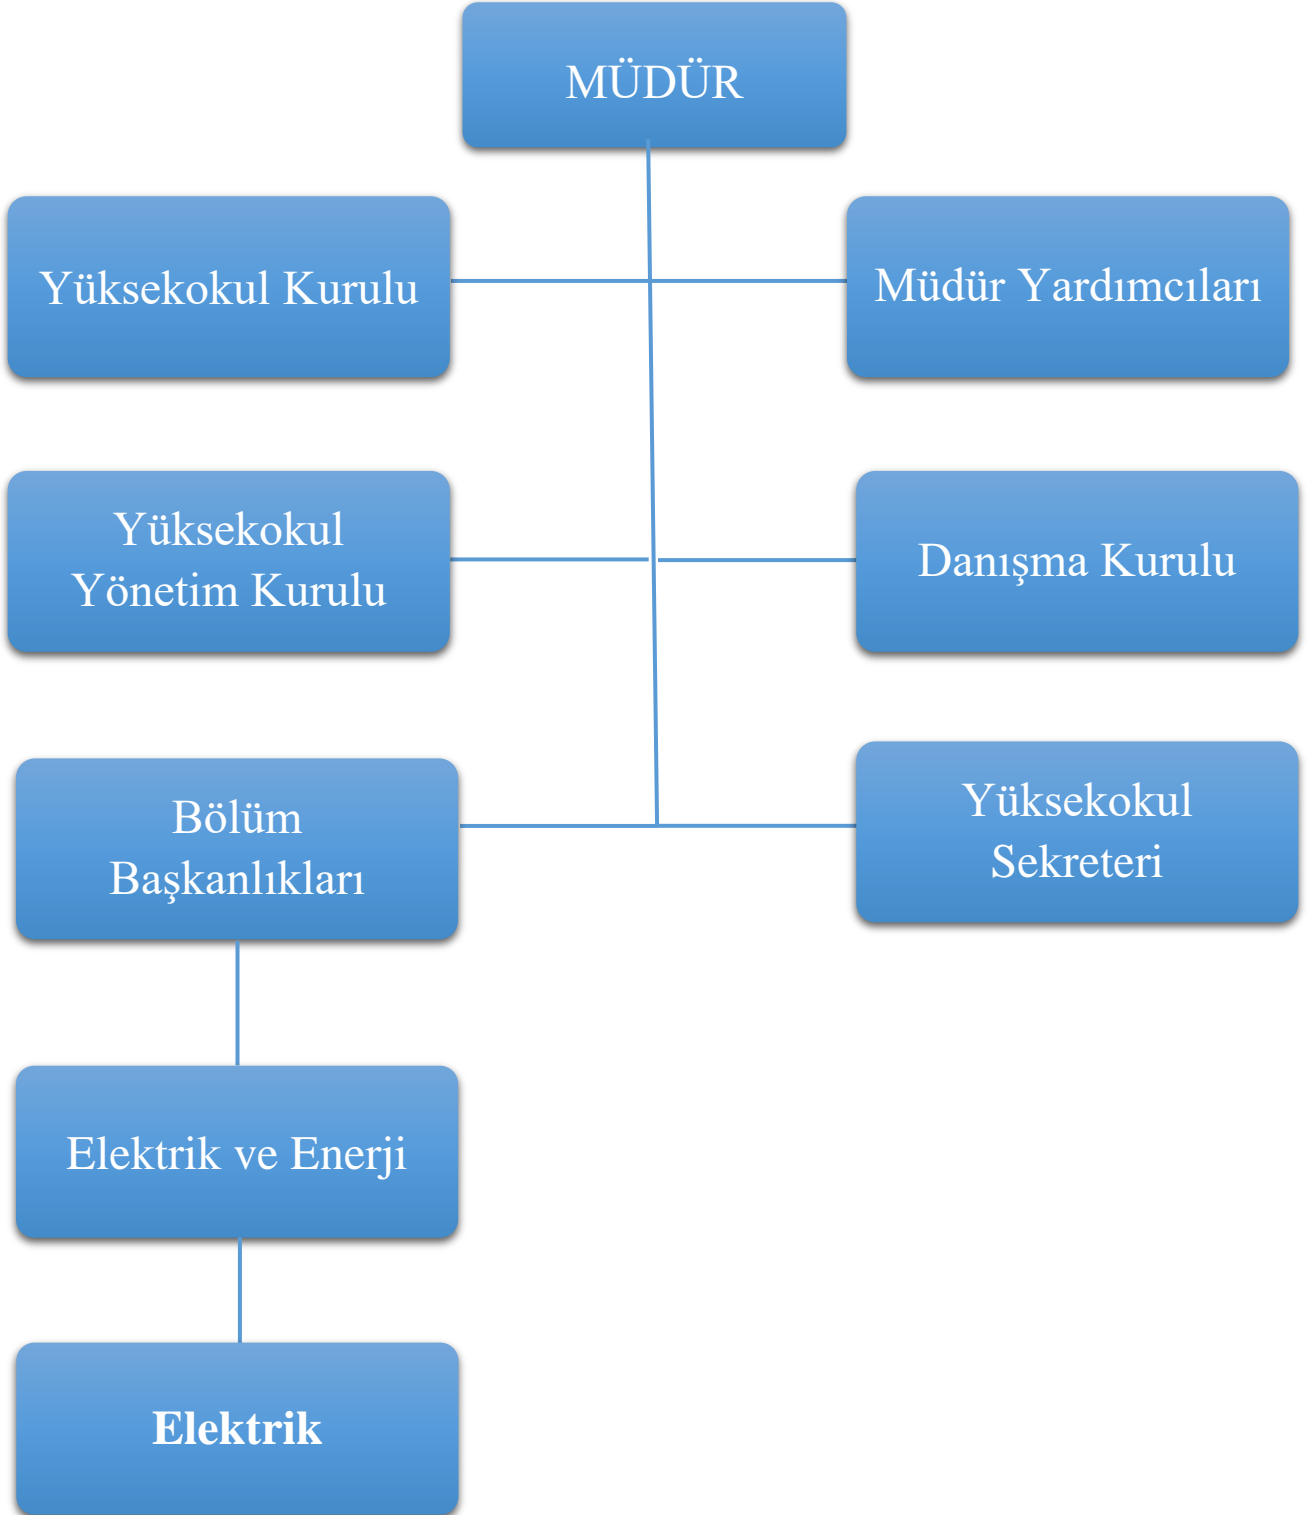 MÜDÜR
Yüksekokul Kurulu
Müdür Yardımcıları
Yüksekokul
Yönetim Kurulu
Danışma Kurulu
Bölüm
Başkanlıkları
Yüksekokul
Sekreteri
Elektrik ve Enerji
Elektrik